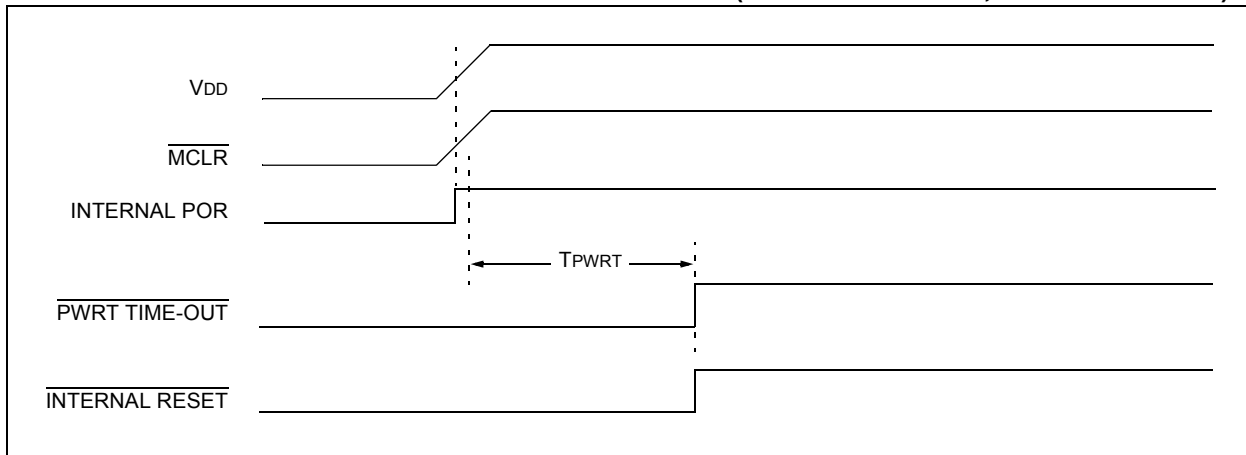 VDD
MCLR
INTERNAL POR
TPWRT
PWRT TIME-OUT
INTERNAL RESET